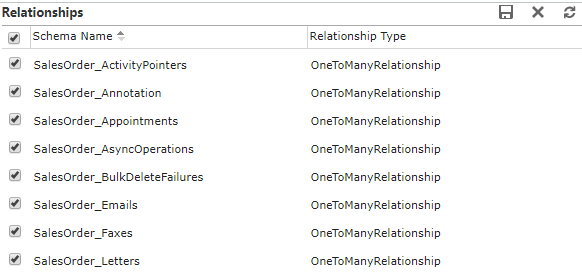 Relationships
Schema Name Relationship Type
SalesOrder_ActivityPointers OneToManyRelationship
SalesOrder_Annotation OneToManyRelationship
SalesOrder_Appointments OneToManyRelationship
SalesOrder_AsyncOperations OneToManyRelationship
SalesOrder_BulkDeleteFailures OneToManyRelationship
SalesOrder_Emails OneToManyRelationship
SalesOrder_Faxes OneToManyRelationship
SalesOrder_Letters OneToManyRelationship